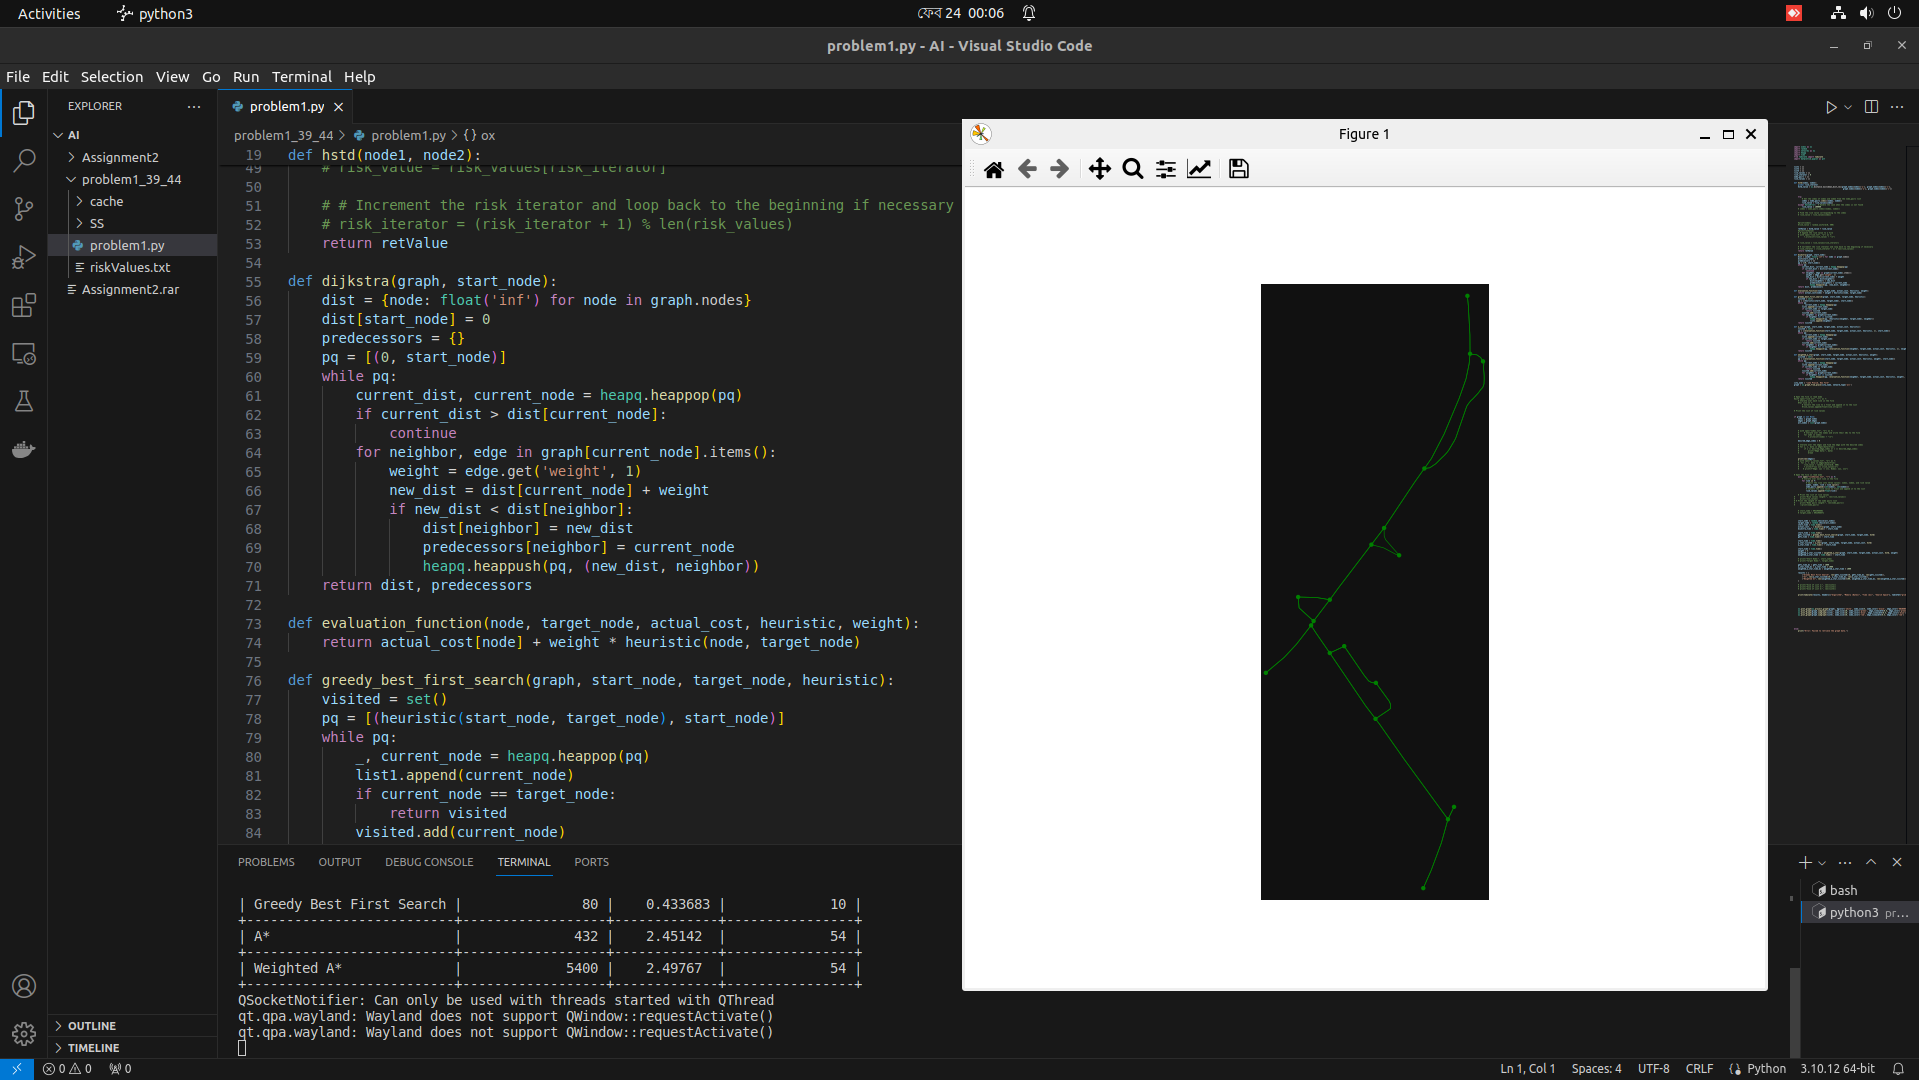 Activities
python3
ফেব 24 00:06
problem1.py - AI - Visual Studio Code
File Edit Selection View Go Run Terminal Help
EXPLORER
AI
Assignment2
problem1_39_44
cache
SS
problem1.py
riskValues.txt
Assignment2.rar
OUTLINE
TIMELINE
problem1.py
problem1_39_44 > problem1.py > {} ox
19 def hstd(node1, node2):
49 # risk_value = risk_values[risk_iterator]
50
51 # # Increment the risk iterator and loop back to the beginning if necessary
52 # risk_iterator = (risk_iterator + 1) % len(risk_values)
53 return retValue
54
55 def dijkstra(graph, start_node):
56 dist = {node: float('inf') for node in graph.nodes}
57 dist[start_node] = 0
58 predecessors = {}
59 pq = [(0, start_node)]
60 while pq:
61 current_dist, current_node = heapq.heappop(pq)
62 if current_dist > dist[current_node]:
63 continue
64 for neighbor, edge in graph[current_node].items():
65 weight = edge.get('weight', 1)
66 new_dist = dist[current_node] + weight
67 if new_dist < dist[neighbor]:
68 dist[neighbor] = new_dist
69 predecessors[neighbor] = current_node
70 heapq.heappush(pq, (new_dist, neighbor))
71 return dist, predecessors
72
73 def evaluation_function(node, target_node, actual_cost, heuristic, weight):
74 return actual_cost[node] + weight * heuristic(node, target_node)
75
76 def greedy_best_first_search(graph, start_node, target_node, heuristic):
77 visited = set()
78 pq = [(heuristic(start_node, target_node), start_node)]
79 while pq:
80 _, current_node = heapq.heappop(pq)
81 list1.append(current_node)
82 if current_node == target_node:
83 return visited
84 visited.add(current_node)
Figure 1
PROBLEMS OUTPUT DEBUG CONSOLE TERMINAL PORTS
| Greedy Best First Search | 80 | 0.433683 | 10 |
+--------------------------+-----------------+------------+---------------+
| A* | 432 | 2.45142 | 54 |
+--------------------------+-----------------+------------+---------------+
| Weighted A* | 5400 | 2.49767 | 54 |
+--------------------------+-----------------+------------+---------------+
QSocketNotifier: Can only be used with threads started with QThread
qt.qpa.wayland: Wayland does not support QWindow::requestActivate()
qt.qpa.wayland: Wayland does not support QWindow::requestActivate()
bash
python3 pr...
0 0 0
Ln 1, Col 1 Spaces: 4 UTF-8 CRLF Python 3.10.12 64-bit